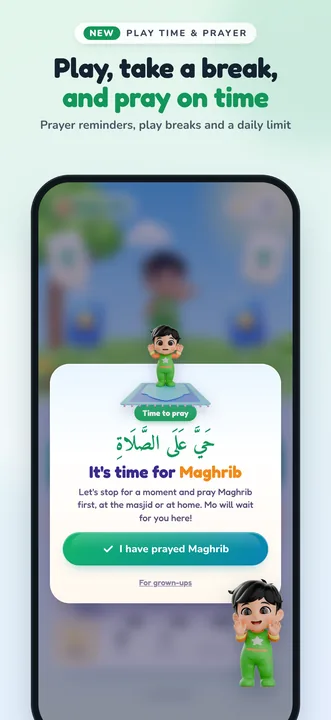 NEW PLAY TIME & PRAYER
Play, take a break,
and pray on time
Prayer reminders, play breaks and a daily limit
Time to pray
حَيَّ عَلَى الصَّلَاةِ
It's time for Maghrib
Let's stop for a moment and pray Maghrib
first, at the masjid or at home. Mo will wait
for you here!
I have prayed Maghrib
For grown-ups